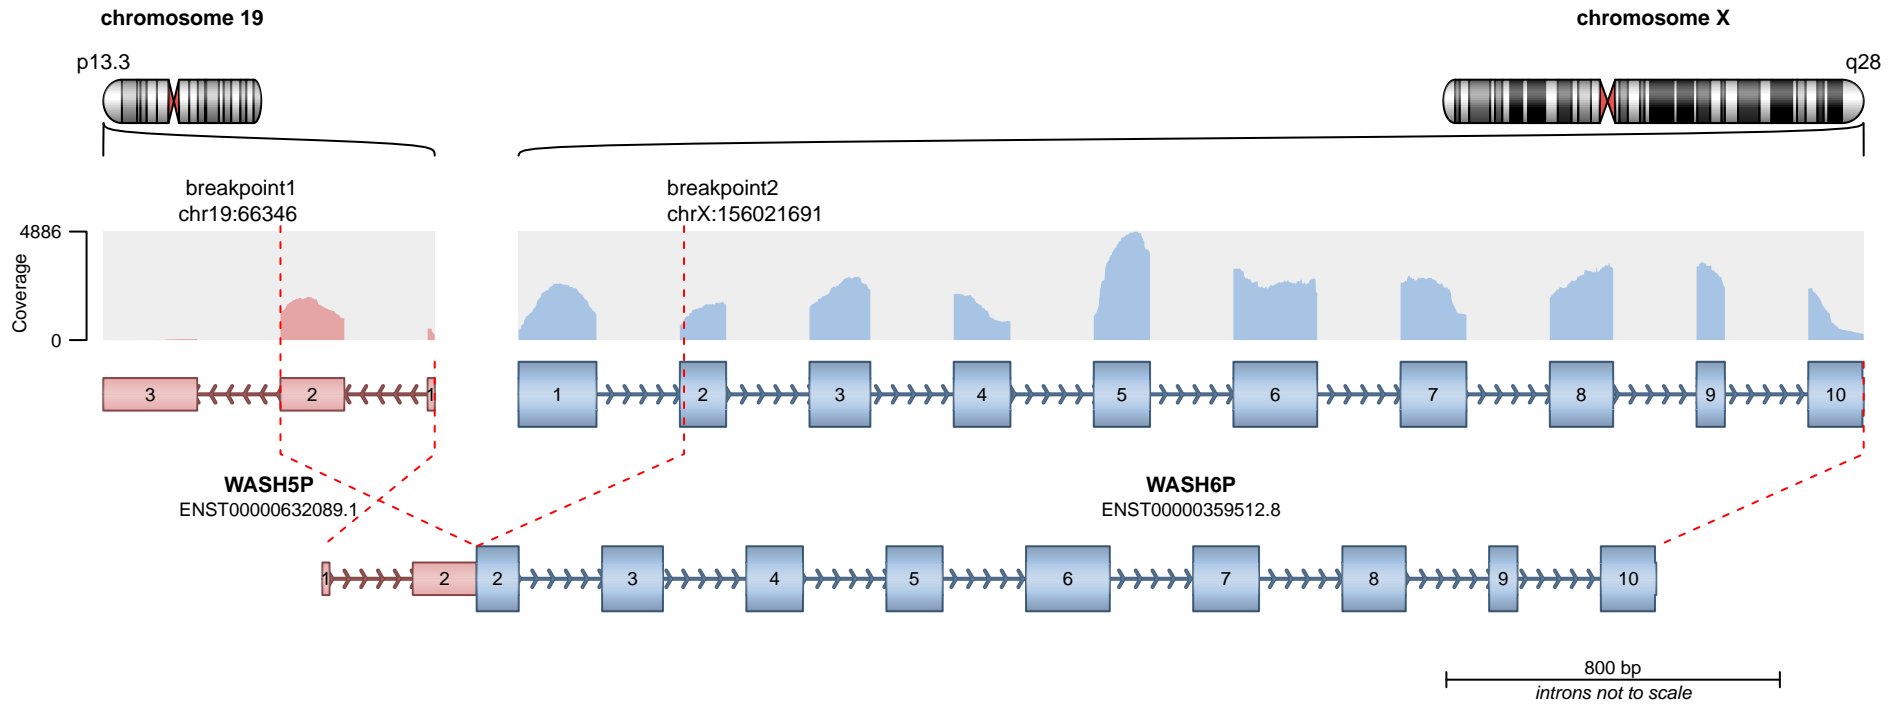 chromosome 19
chromosome X
p13.3
q28
breakpoint1
chr19:66346
breakpoint2
chrX:156021691
4886
Coverage
0
3 2 1 1 2 3 4 5 6 7 8 9 10
WASH5P
ENST00000632089.1
WASH6P
ENST00000359512.8
1 2 2 3 4 5 6 7 8 9 10
800 bp
introns not to scale